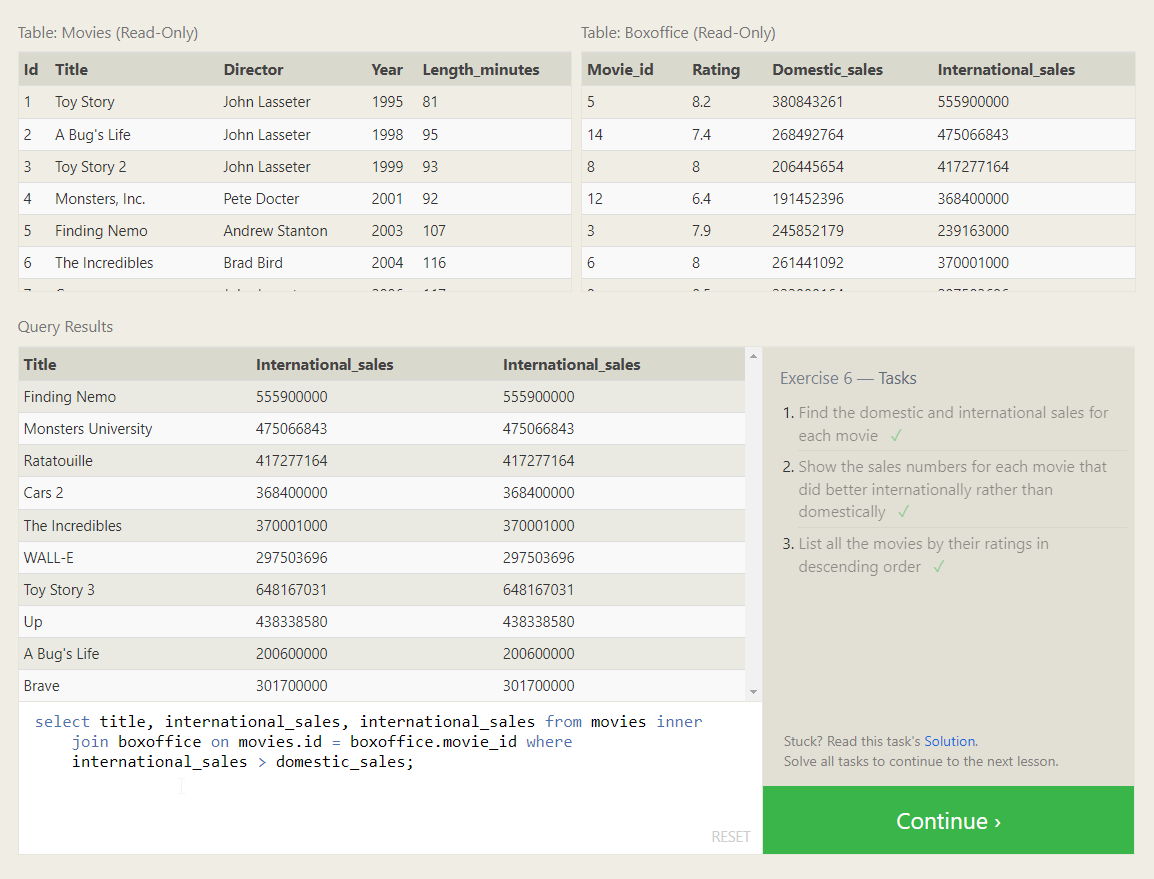 Table: Movies (Read-Only)
Table: Boxoffice (Read-Only)
Id Title Director Year Length_minutes
1 Toy Story John Lasseter 1995 81
2 A Bug's Life John Lasseter 1998 95
3 Toy Story 2 John Lasseter 1999 93
4 Monsters, Inc. Pete Docter 2001 92
5 Finding Nemo Andrew Stanton 2003 107
6 The Incredibles Brad Bird 2004 116
Movie_id Rating Domestic_sales International_sales
5 8.2 380843261 555900000
14 7.4 268492764 475066843
8 8 206445654 417277164
12 6.4 191452396 368400000
3 7.9 245852179 239163000
6 8 261441092 370001000
Query Results
Title International_sales International_sales
Finding Nemo 555900000 555900000
Monsters University 475066843 475066843
Ratatouille 417277164 417277164
Cars 2 368400000 368400000
The Incredibles 370001000 370001000
WALL-E 297503696 297503696
Toy Story 3 648167031 648167031
Up 438338580 438338580
A Bug's Life 200600000 200600000
Brave 301700000 301700000
select title, international_sales, international_sales from movies inner
join boxoffice on movies.id = boxoffice.movie_id where
international_sales > domestic_sales;
RESET
Exercise 6 — Tasks
1. Find the domestic and international sales for
each movie ✓
2. Show the sales numbers for each movie that
did better internationally rather than
domestically ✓
3. List all the movies by their ratings in
descending order ✓
Stuck? Read this task's Solution.
Solve all tasks to continue to the next lesson.
Continue ›